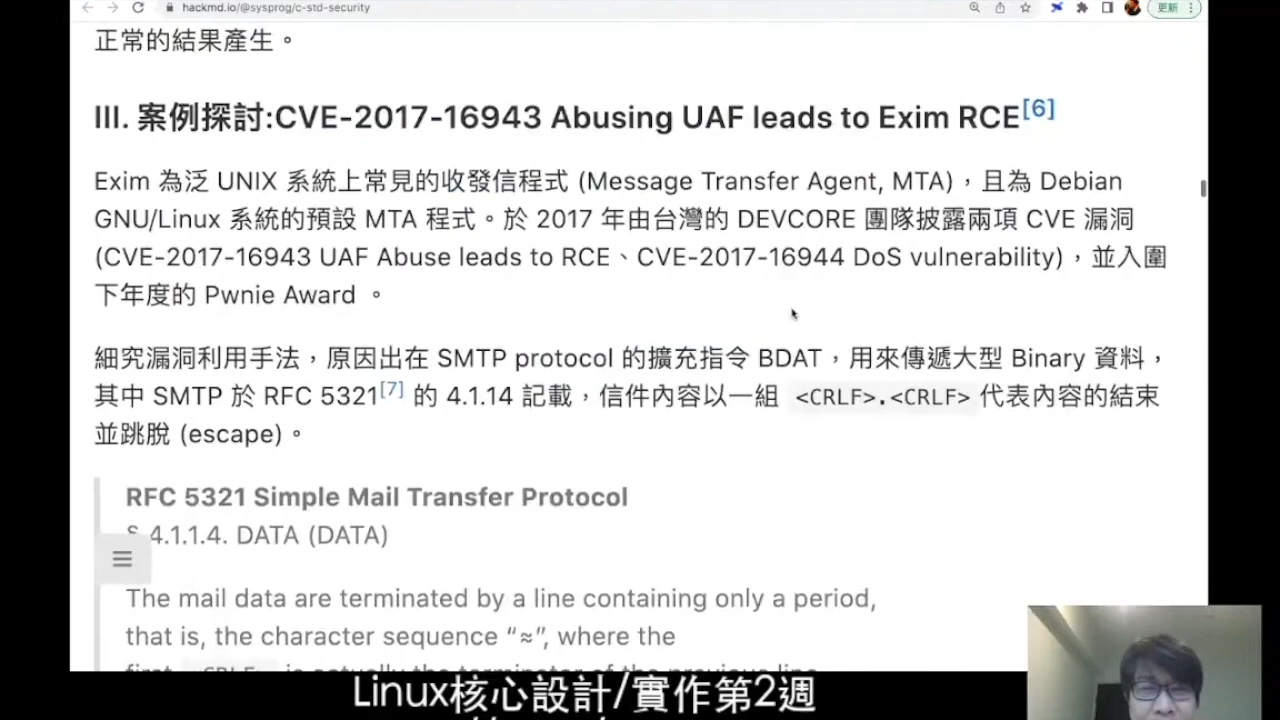 hackmd.io/@sysprog/c-std-security
更新
正常的結果產生。
III. 案例探討:CVE-2017-16943 Abusing UAF leads to Exim RCE[6]
Exim 為泛 UNIX 系統上常見的收發信程式 (Message Transfer Agent, MTA)，且為 Debian
GNU/Linux 系統的預設 MTA 程式。於 2017 年由台灣的 DEVCORE 團隊披露兩項 CVE 漏洞
(CVE-2017-16943 UAF Abuse leads to RCE、CVE-2017-16944 DoS vulnerability)，並入圍
下年度的 Pwnie Award 。
細究漏洞利用手法，原因出在 SMTP protocol 的擴充指令 BDAT，用來傳遞大型 Binary 資料，
其中 SMTP 於 RFC 5321[7] 的 4.1.14 記載，信件內容以一組 <CRLF>.<CRLF> 代表內容的結束
並跳脫 (escape)。
RFC 5321 Simple Mail Transfer Protocol
§ 4.1.1.4. DATA (DATA)
The mail data are terminated by a line containing only a period,
that is, the character sequence “≈”, where the
first <CRLF> is actually the terminator of the previous line
Linux核心設計/實作第2週